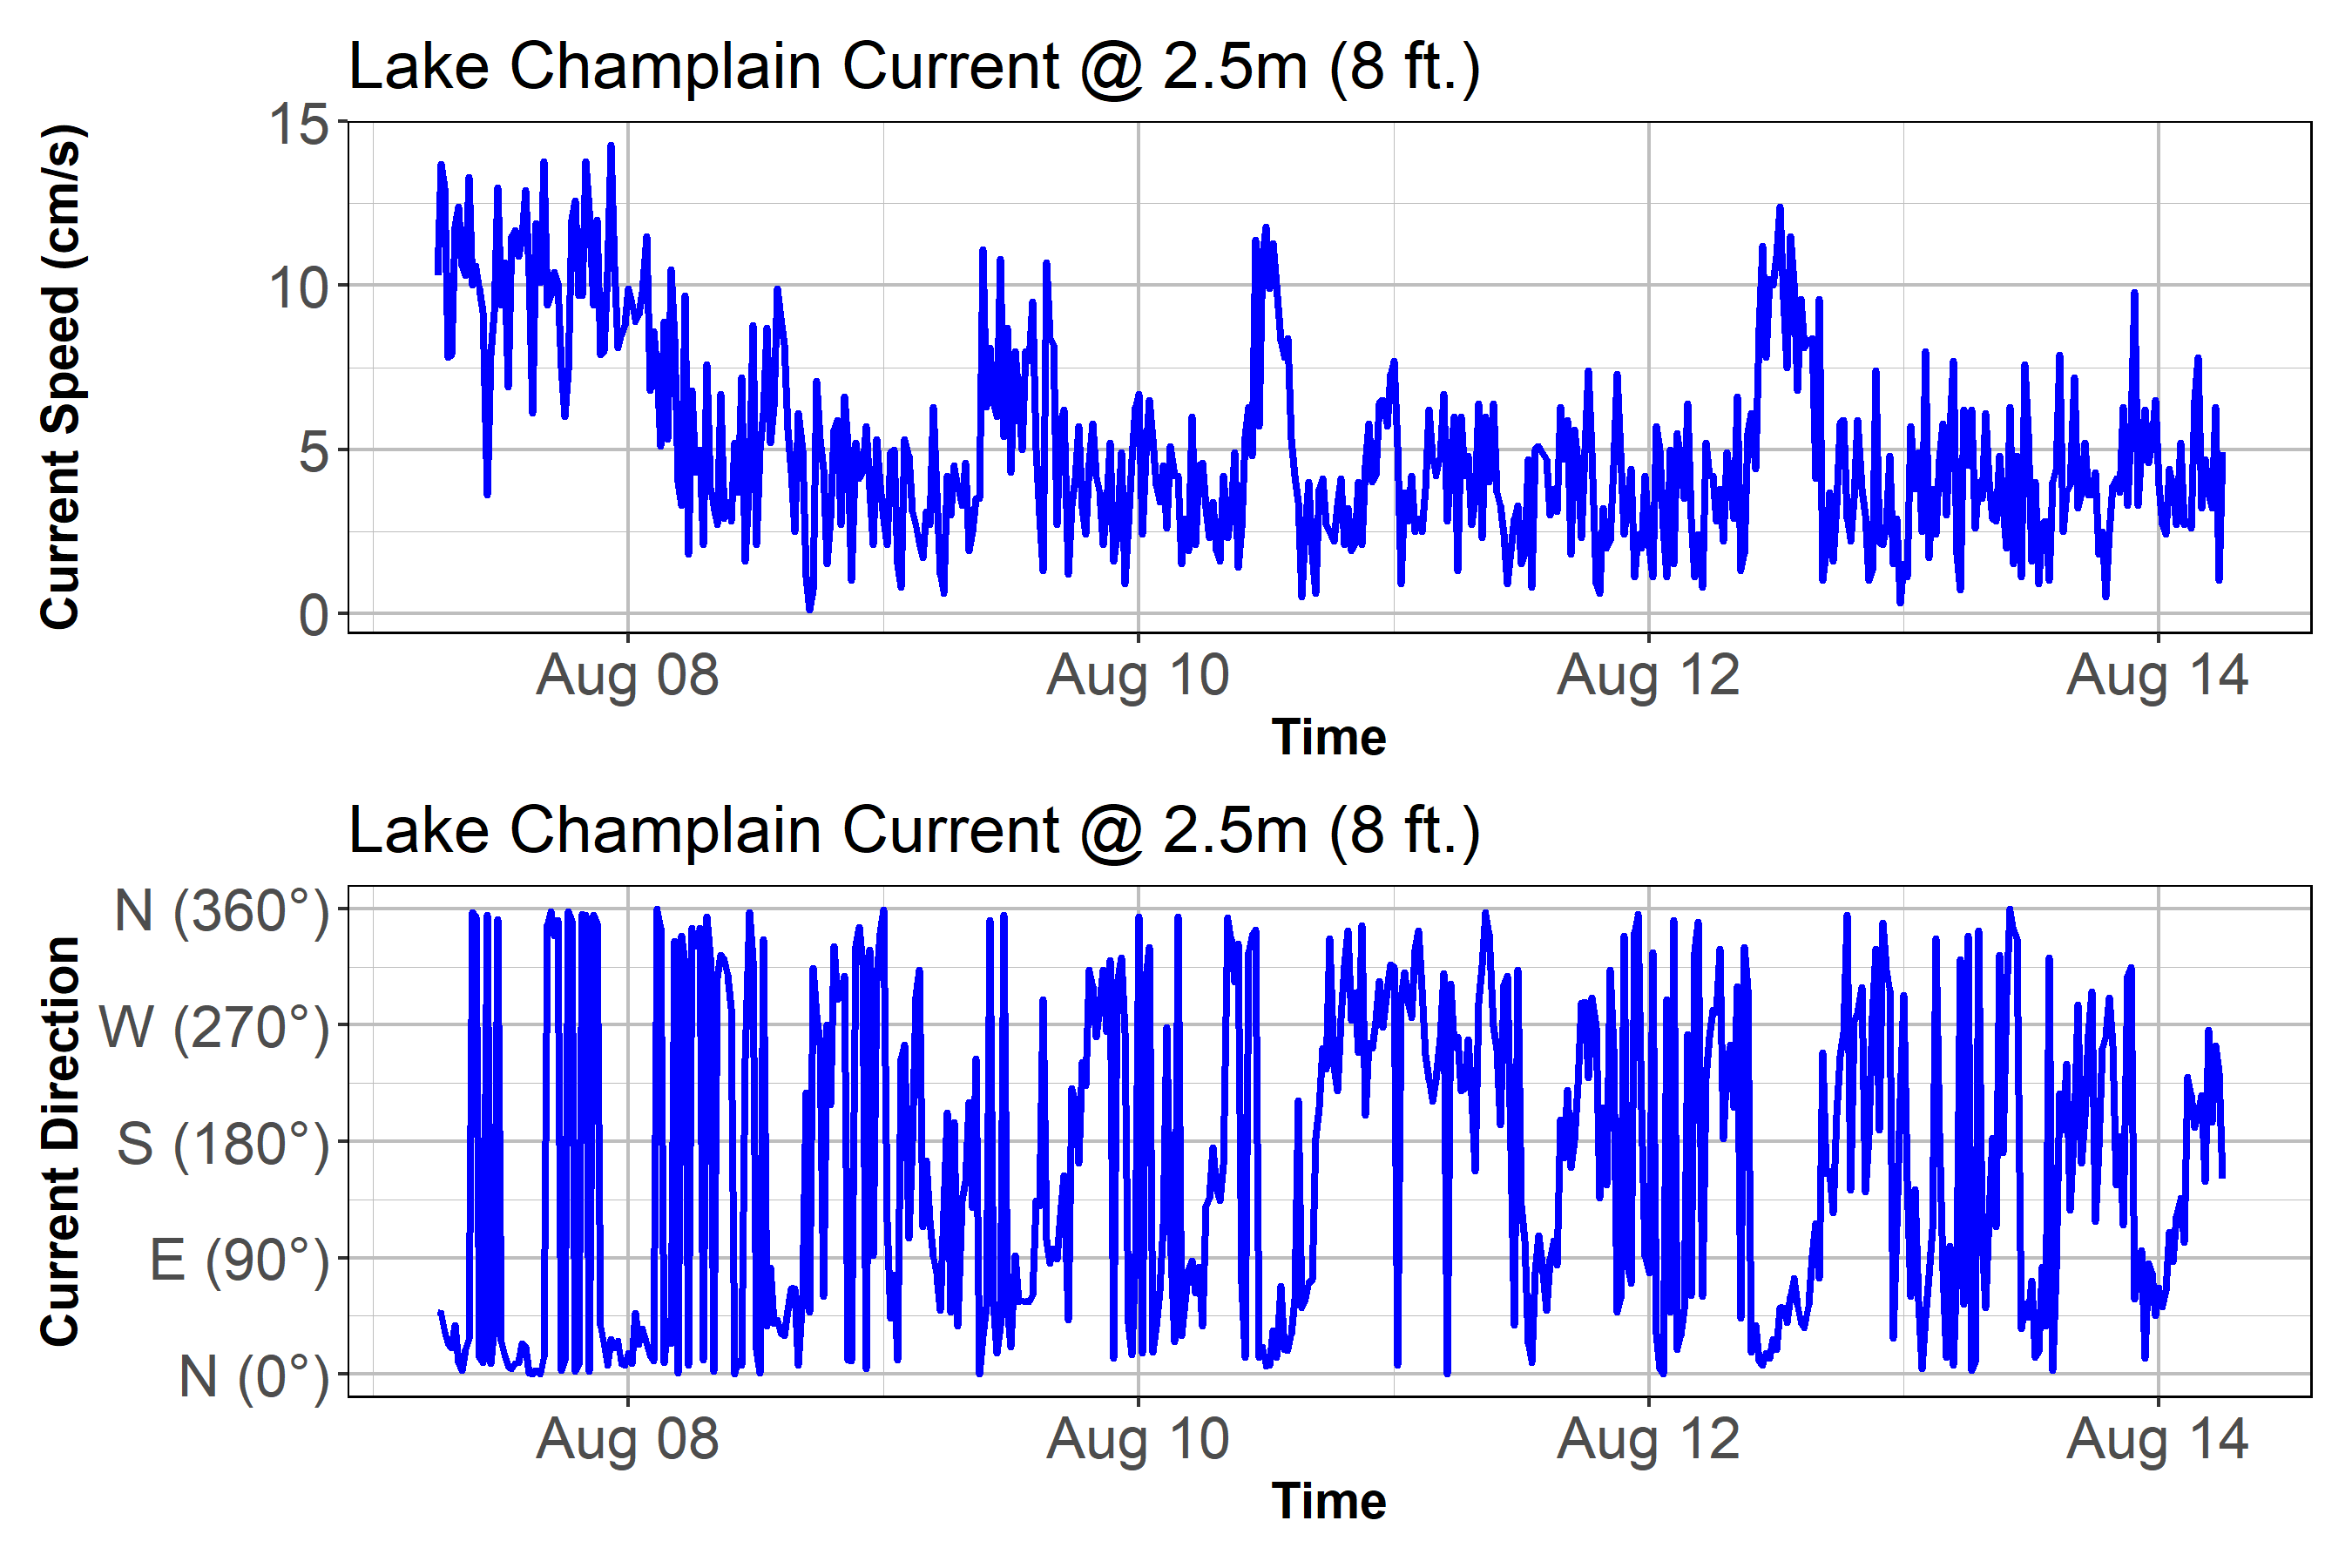 Lake Champlain Current @ 2.5m (8 ft.)
Current Speed (cm/s)
15
10
5
0
Aug 08 Aug 10 Aug 12 Aug 14
Time
Lake Champlain Current @ 2.5m (8 ft.)
Current Direction
N (360°)
W (270°)
S (180°)
E (90°)
N (0°)
Aug 08 Aug 10 Aug 12 Aug 14
Time